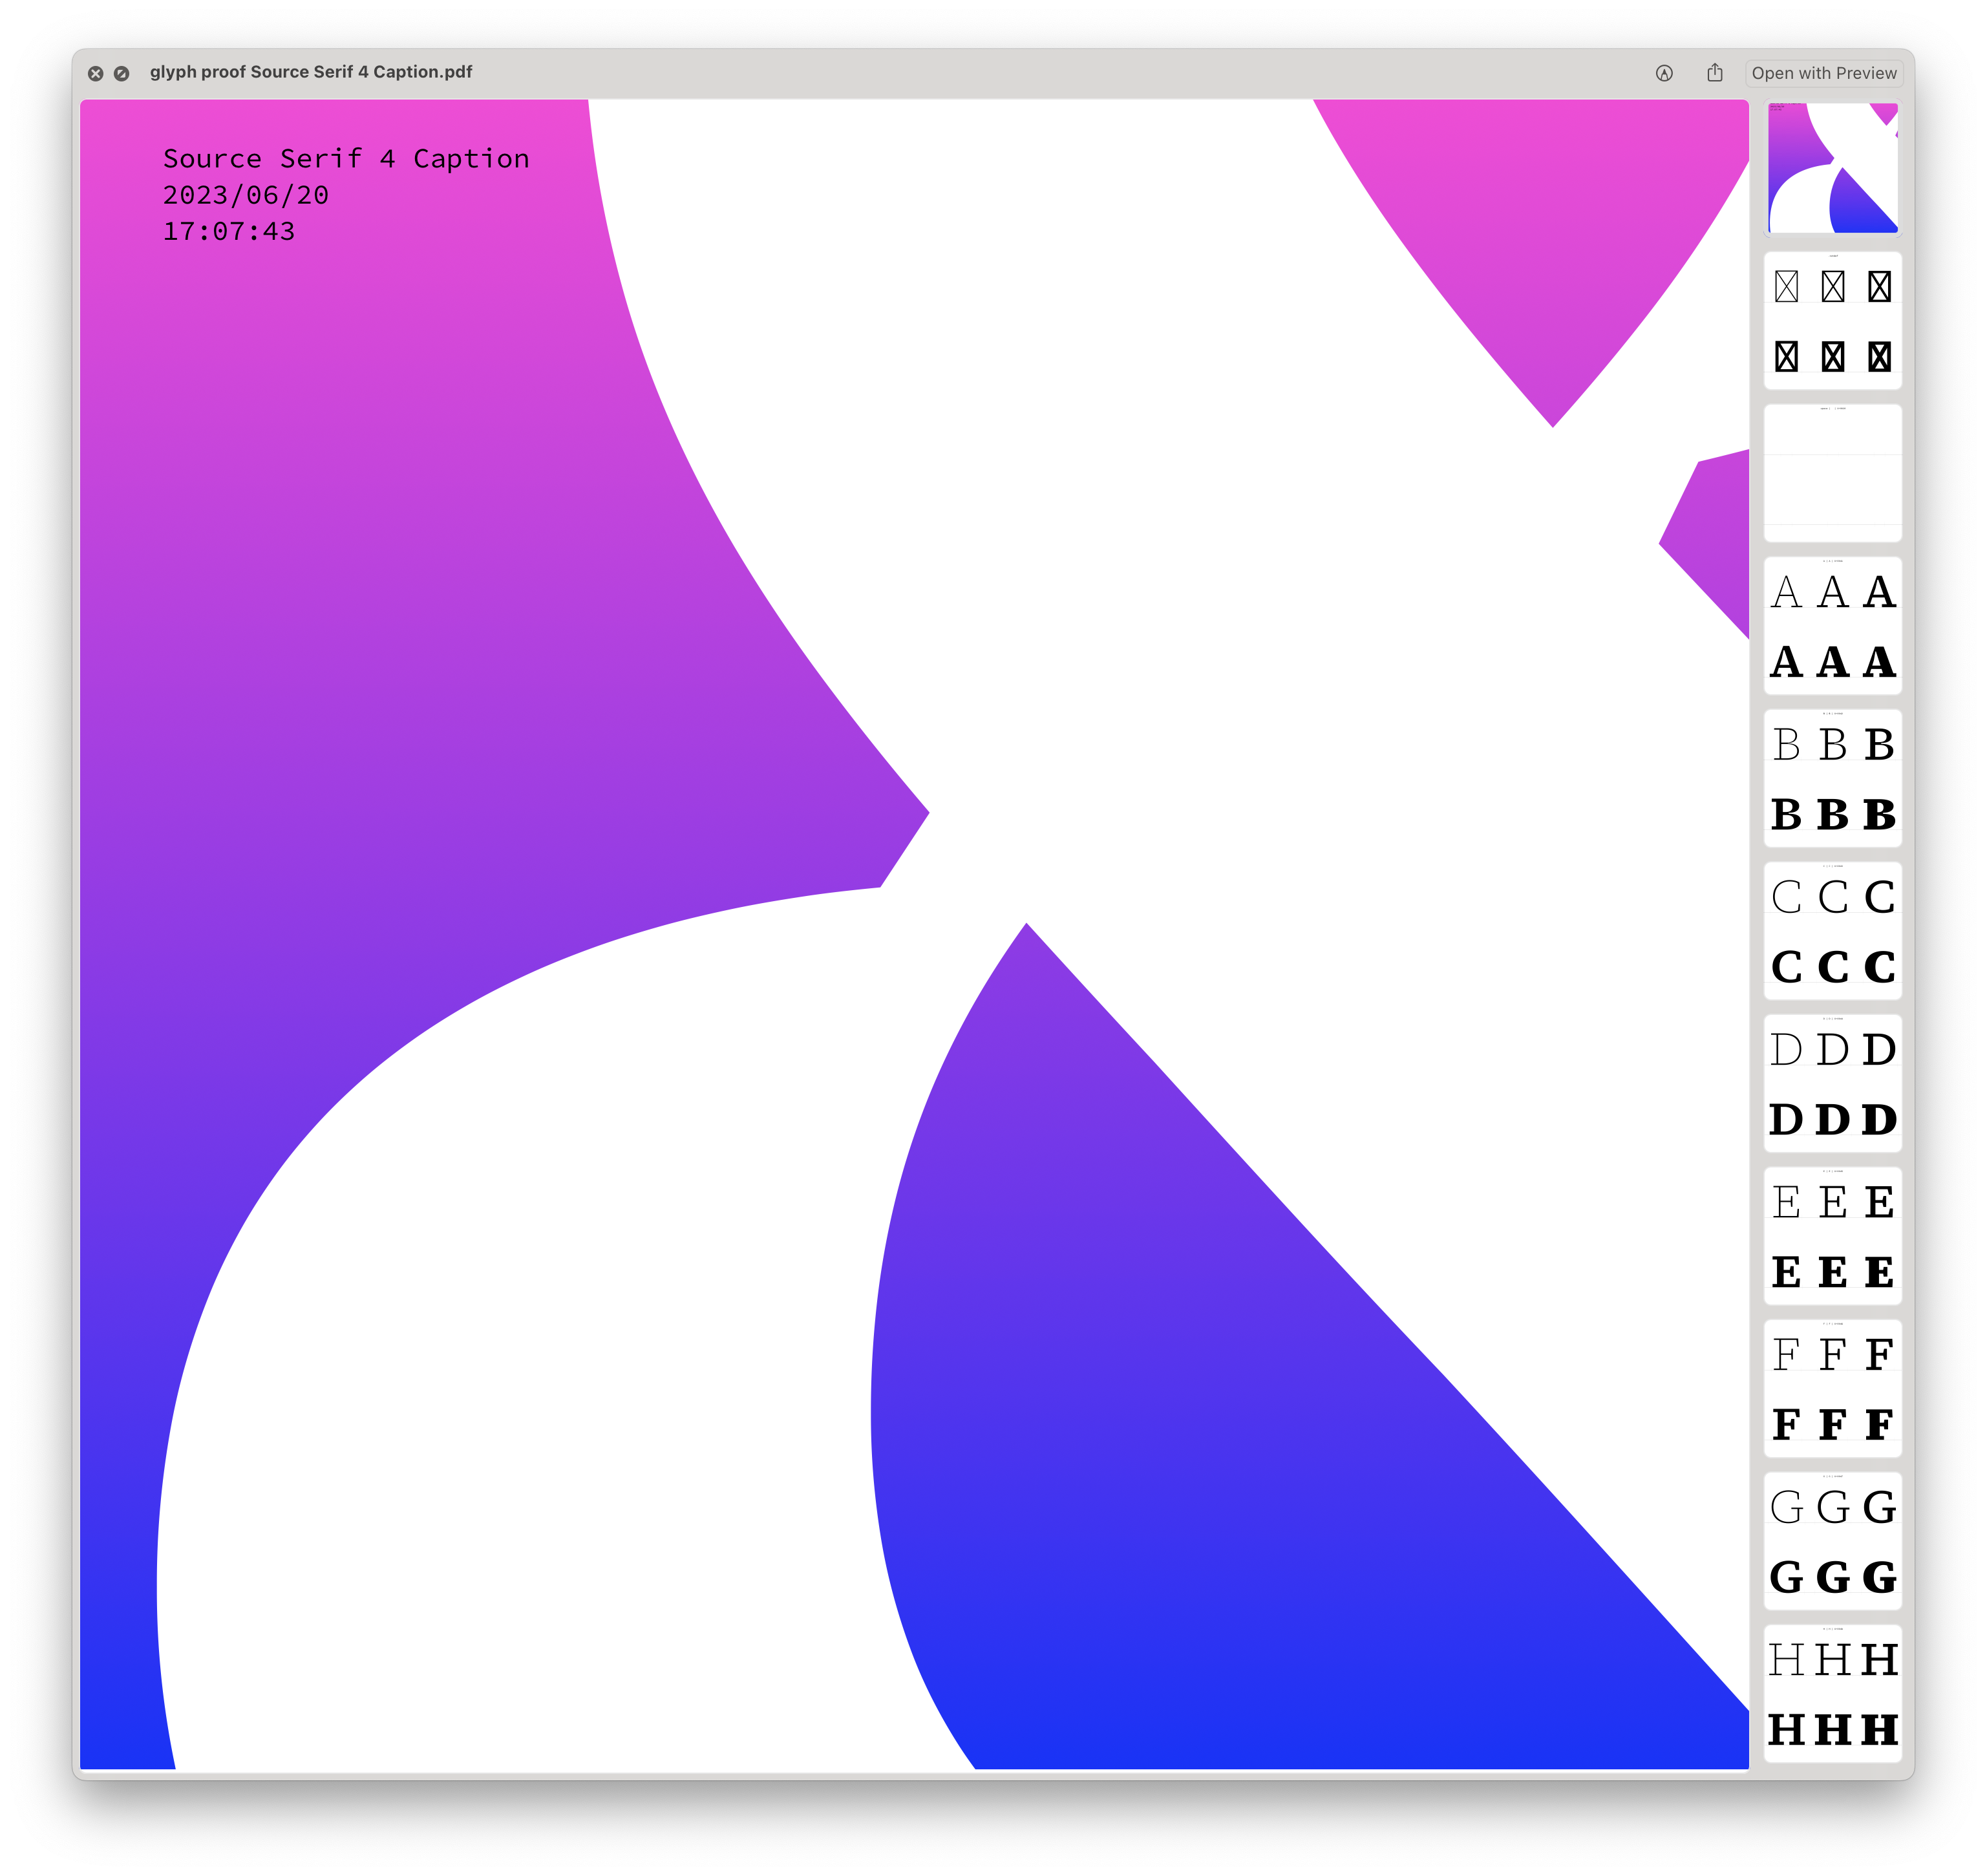 glyph proof Source Serif 4 Caption.pdf
Open with Preview
Source Serif 4 Caption
2023/06/20
17:07:43
A A A
A A A
B B B
B B B
C C C
C C C
D D D
D D D
E E E
E E E
F F F
F F F
G G G
G G G
H H H
H H H